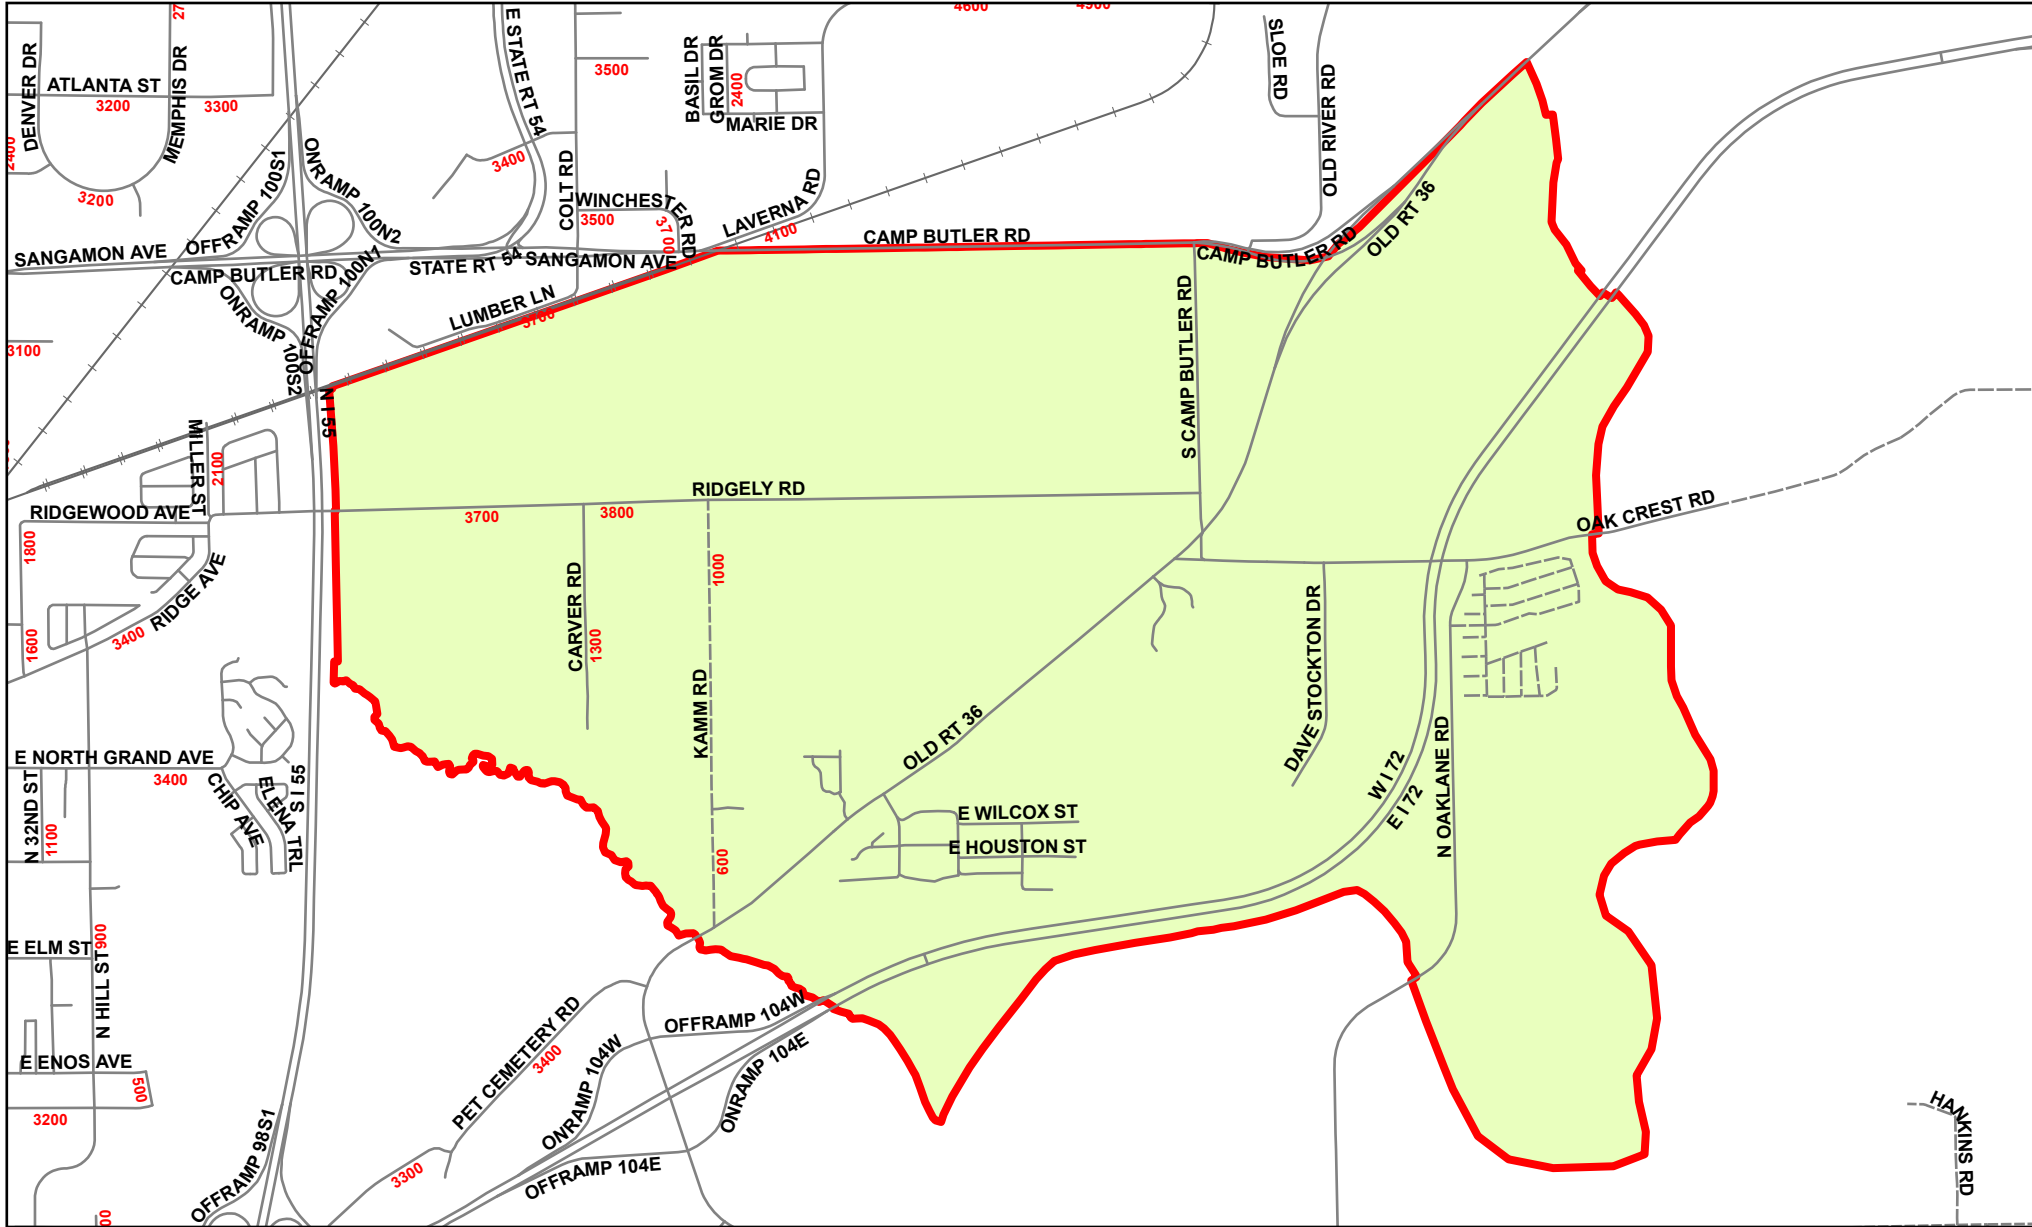 27
4600
4900
DENVER DR
ATLANTA ST
3200
3300
MEMPHIS DR
2400
3200
E STATE RT 54
3400
3500
BASIL DR
GROM DR
2400
MARIE DR
SLOE RD
OLD RIVER RD
OFFRAMP 100S1
ONRAMP 100N2
COLT RD
WINCHESTER RD
3500
3700
LAVERNA RD
4100
CAMP BUTLER RD
CAMP BUTLER RD
OLD RT 36
SANGAMON AVE
CAMP BUTLER RD
STATE RT 54
SANGAMON AVE
ONRAMP 100S2
OFFRAMP 100N1
LUMBER LN
3700
3100
N I 55
S CAMP BUTLER RD
MILLER ST
2100
RIDGELY RD
3700
3800
RIDGEWOOD AVE
1800
OAK CREST RD
RIDGE AVE
3400
1600
CARVER RD
1300
1000
KAMM RD
600
DAVE STOCKTON DR
OLD RT 36
E NORTH GRAND AVE
3400
N 32ND ST
1100
CHIP AVE
ELENA TRL
S I 55
W I 72
E I 72
N OAKLANE RD
E WILCOX ST
E HOUSTON ST
E ELM ST
900
N HILL ST
E ENOS AVE
500
3200
PET CEMETERY RD
3400
3300
ONRAMP 104W
OFFRAMP 104W
ONRAMP 104E
OFFRAMP 104E
OFFRAMP 98S1
HANKINS RD